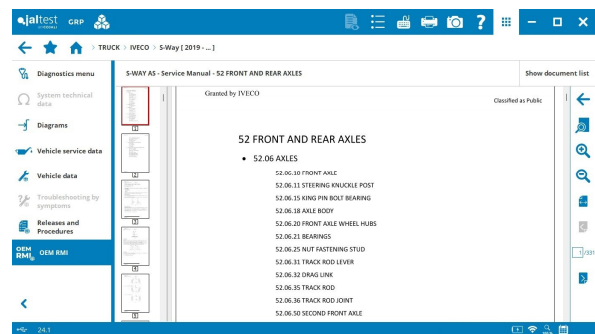 jaltest GRP
TRUCK > IVECO > S-Way [ 2019 - ... ]
Diagnostics menu
S-WAY AS - Service Manual - 52 FRONT AND REAR AXLES
Show document list
System technical data
Diagrams
Vehicle service data
Vehicle data
Troubleshooting by symptoms
Releases and Procedures
OEM RMI OEM RMI
1
2
3
4
5
Granted by IVECO
Classified as Public
52 FRONT AND REAR AXLES
• 52.06 AXLES
52.06.10 FRONT AXLE
52.06.11 STEERING KNUCKLE POST
52.06.15 KING PIN BOLT BEARING
52.06.18 AXLE BODY
52.06.20 FRONT AXLE WHEEL HUBS
52.06.21 BEARINGS
52.06.25 NUT FASTENING STUD
52.06.31 TRACK ROD LEVER
52.06.32 DRAG LINK
52.06.35 TRACK ROD
52.06.36 TRACK ROD JOINT
52.06.50 SECOND FRONT AXLE
1 /331
24.1